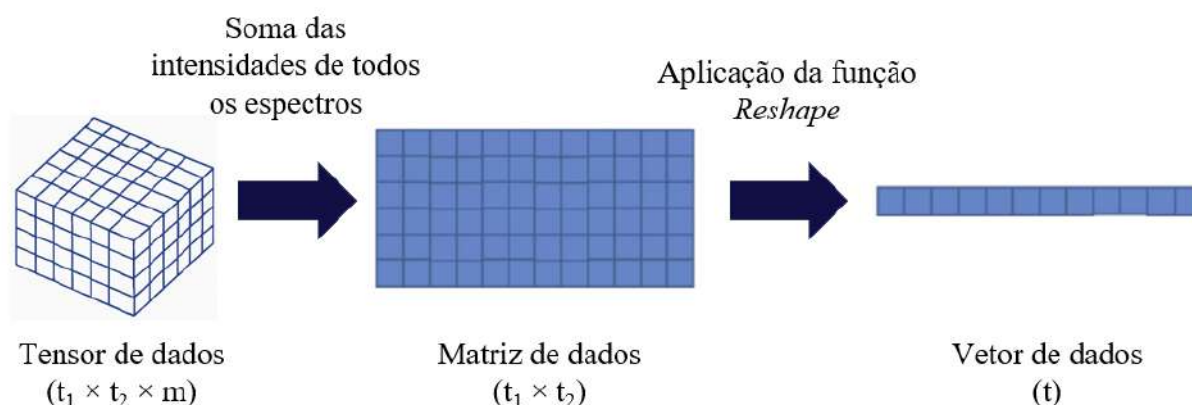 Soma das
intensidades de todos
os espectros
Aplicação da função
Reshape
Tensor de dados
(t₁ × t₂ × m)
Matriz de dados
(t₁ × t₂)
Vetor de dados
(t)